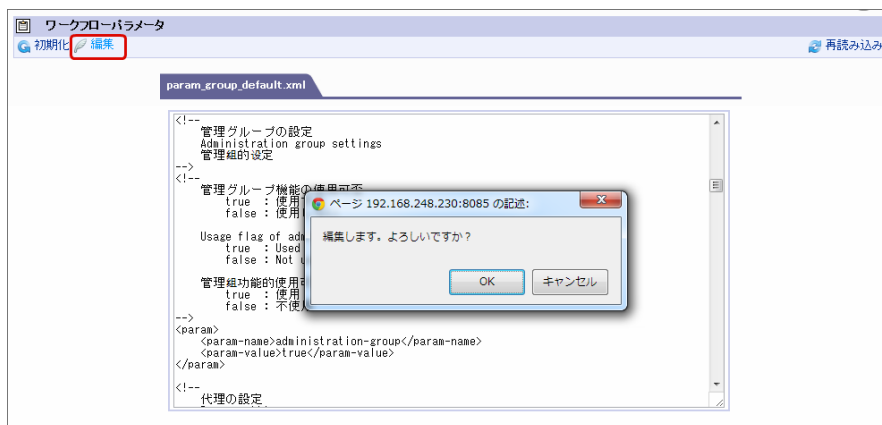 ワークフローパラメータ
初期化 編集 再読み込み
param_group_default.xml
<!--
管理グループの設定
Administration group settings
管理組的设定
-->
<!--
管理グループ機能の使用可否
true : 使用
false : 使用
Usage flag of adm
true : Used
false : Not u
管理組功能的使用
true : 使用
false : 不使
-->
<param>
<param-name>administration-group</param-name>
<param-value>true</param-value>
</param>
<!--
代理の設定
ページ 192.168.248.230:8085 の記述:
編集します。よろしいですか？
OK キャンセル